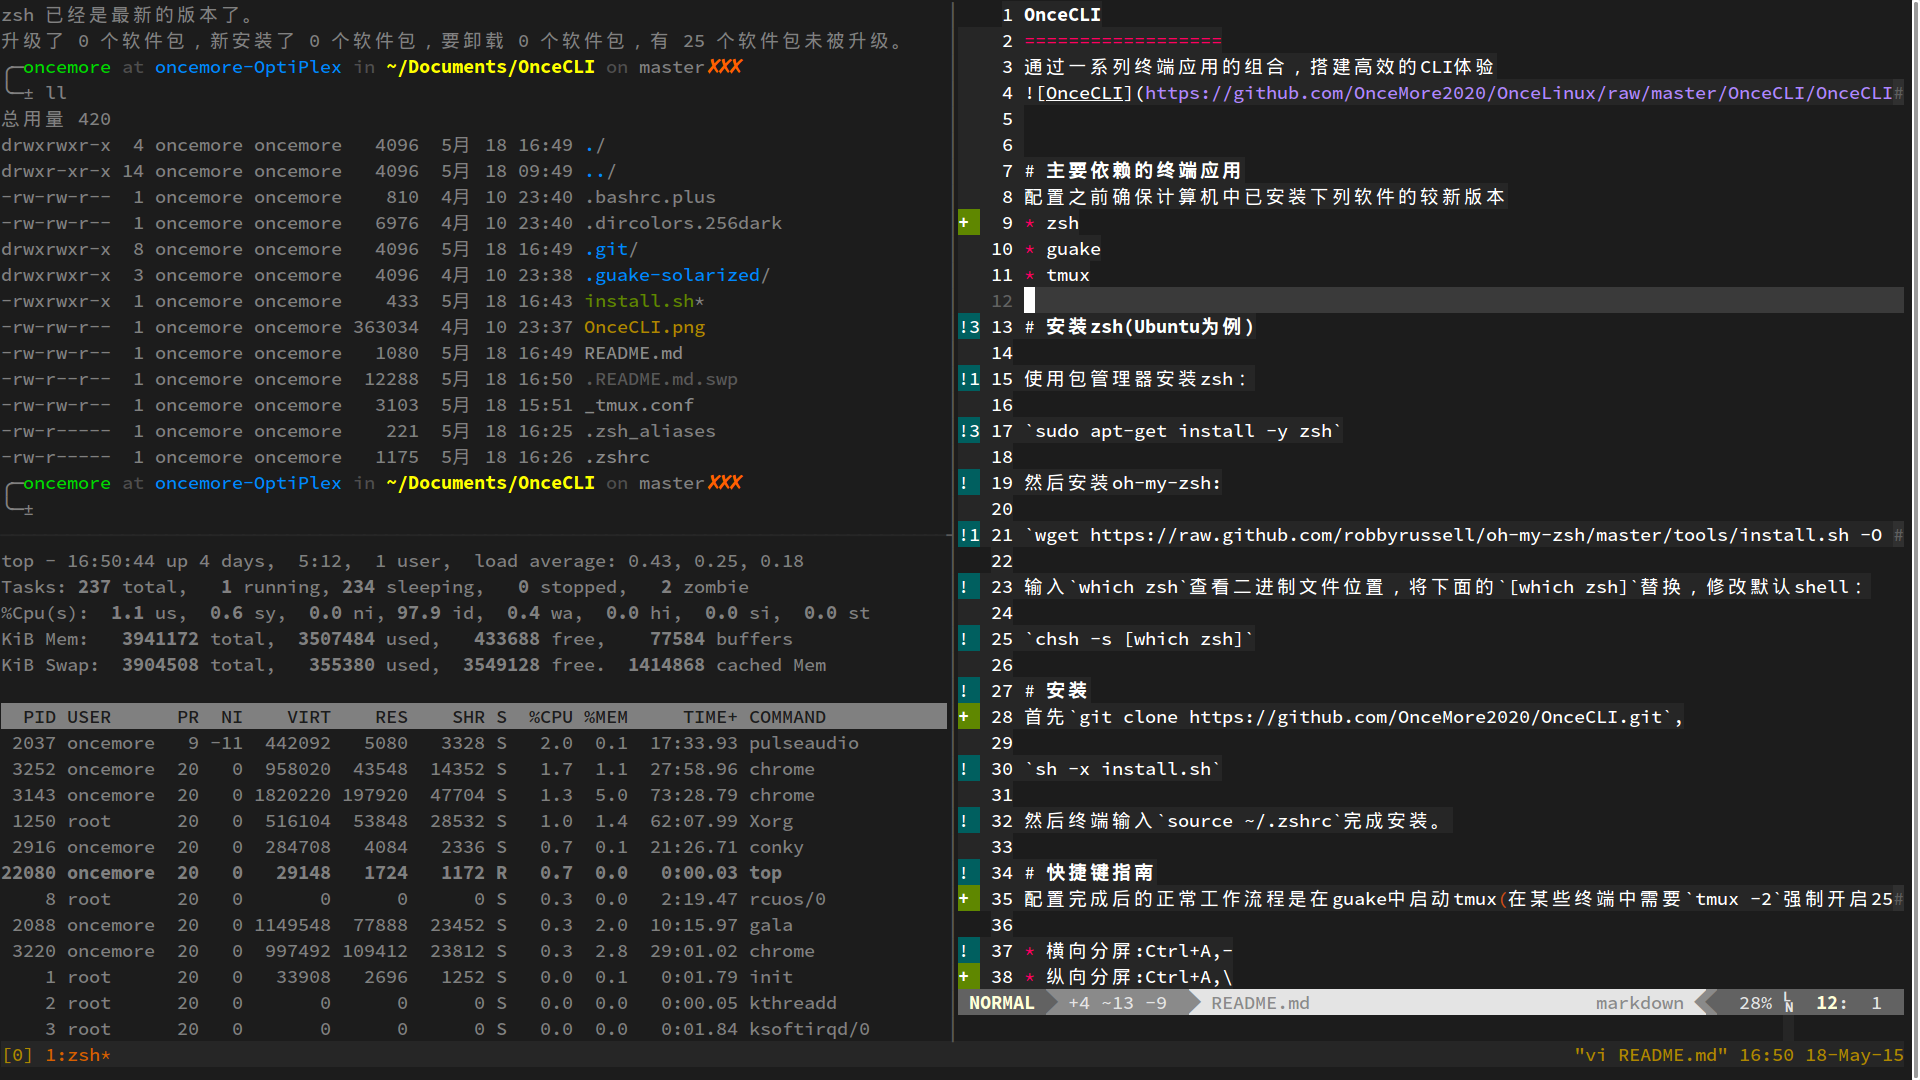 zsh 已经是最新的版本了。
升级了 0 个软件包，新安装了 0 个软件包，要卸载 0 个软件包，有 25 个软件包未被升级。
oncemore at oncemore-OptiPlex in ~/Documents/OnceCLI on master✗✗✗
± ll
总用量 420
drwxrwxr-x  4 oncemore oncemore   4096  5月  18 16:49 ./
drwxr-xr-x 14 oncemore oncemore   4096  5月  18 09:49 ../
-rw-rw-r--  1 oncemore oncemore    810  4月  10 23:40 .bashrc.plus
-rw-rw-r--  1 oncemore oncemore   6976  4月  10 23:40 .dircolors.256dark
drwxrwxr-x  8 oncemore oncemore   4096  5月  18 16:49 .git/
drwxrwxr-x  3 oncemore oncemore   4096  4月  10 23:38 .guake-solarized/
-rwxrwxr-x  1 oncemore oncemore    433  5月  18 16:43 install.sh*
-rw-rw-r--  1 oncemore oncemore 363034  4月  10 23:37 OnceCLI.png
-rw-rw-r--  1 oncemore oncemore   1080  5月  18 16:49 README.md
-rw-r--r--  1 oncemore oncemore  12288  5月  18 16:50 .README.md.swp
-rw-rw-r--  1 oncemore oncemore   3103  5月  18 15:51 _tmux.conf
-rw-r-----  1 oncemore oncemore    221  5月  18 16:25 .zsh_aliases
-rw-r-----  1 oncemore oncemore   1175  5月  18 16:26 .zshrc
oncemore at oncemore-OptiPlex in ~/Documents/OnceCLI on master✗✗✗
±
top - 16:50:44 up 4 days,  5:12,  1 user,  load average: 0.43, 0.25, 0.18
Tasks: 237 total,   1 running, 234 sleeping,   0 stopped,   2 zombie
%Cpu(s):  1.1 us,  0.6 sy,  0.0 ni, 97.9 id,  0.4 wa,  0.0 hi,  0.0 si,  0.0 st
KiB Mem:   3941172 total,  3507484 used,   433688 free,    77584 buffers
KiB Swap:  3904508 total,   355380 used,  3549128 free.  1414868 cached Mem
PID USER      PR  NI    VIRT    RES    SHR S  %CPU %MEM     TIME+ COMMAND
2037 oncemore   9 -11  442092   5080   3328 S   2.0  0.1  17:33.93 pulseaudio
3252 oncemore  20   0  958020  43548  14352 S   1.7  1.1  27:58.96 chrome
3143 oncemore  20   0 1820220 197920  47704 S   1.3  5.0  73:28.79 chrome
1250 root      20   0  516104  53848  28532 S   1.0  1.4  62:07.99 Xorg
2916 oncemore  20   0  284708   4084   2336 S   0.7  0.1  21:26.71 conky
22080 oncemore  20   0   29148   1724   1172 R   0.7  0.0   0:00.03 top
8 root      20   0       0      0      0 S   0.3  0.0   2:19.47 rcuos/0
2088 oncemore  20   0 1149548  77888  23452 S   0.3  2.0  10:15.97 gala
3220 oncemore  20   0  997492 109412  23812 S   0.3  2.8  29:01.02 chrome
1 root      20   0   33908   2696   1252 S   0.0  0.1   0:01.79 init
2 root      20   0       0      0      0 S   0.0  0.0   0:00.05 kthreadd
3 root      20   0       0      0      0 S   0.0  0.0   0:01.84 ksoftirqd/0
1 OnceCLI
2 ==================
3 通过一系列终端应用的组合，搭建高效的CLI体验
4 ![OnceCLI](https://github.com/OnceMore2020/OnceLinux/raw/master/OnceCLI/OnceCLI#
5
6
7 # 主要依赖的终端应用
8 配置之前确保计算机中已安装下列软件的较新版本
+ 9 * zsh
10 * guake
11 * tmux
12
!3 13 # 安装zsh(Ubuntu为例)
14
!1 15 使用包管理器安装zsh：
16
!3 17 `sudo apt-get install -y zsh`
18
! 19 然后安装oh-my-zsh:
20
!1 21 `wget https://raw.github.com/robbyrussell/oh-my-zsh/master/tools/install.sh -O #
22
! 23 输入`which zsh`查看二进制文件位置，将下面的`[which zsh]`替换，修改默认shell：
24
! 25 `chsh -s [which zsh]`
26
! 27 # 安装
+ 28 首先`git clone https://github.com/OnceMore2020/OnceCLI.git`,
29
! 30 `sh -x install.sh`
31
! 32 然后终端输入`source ~/.zshrc`完成安装。
33
! 34 # 快捷键指南
+ 35 配置完成后的正常工作流程是在guake中启动tmux(在某些终端中需要`tmux -2`强制开启25#
36
! 37 * 横向分屏:Ctrl+A,-
+ 38 * 纵向分屏:Ctrl+A,\
NORMAL +4 ~13 -9 README.md markdown 28% LN 12: 1
[0] 1:zsh* "vi README.md" 16:50 18-May-15